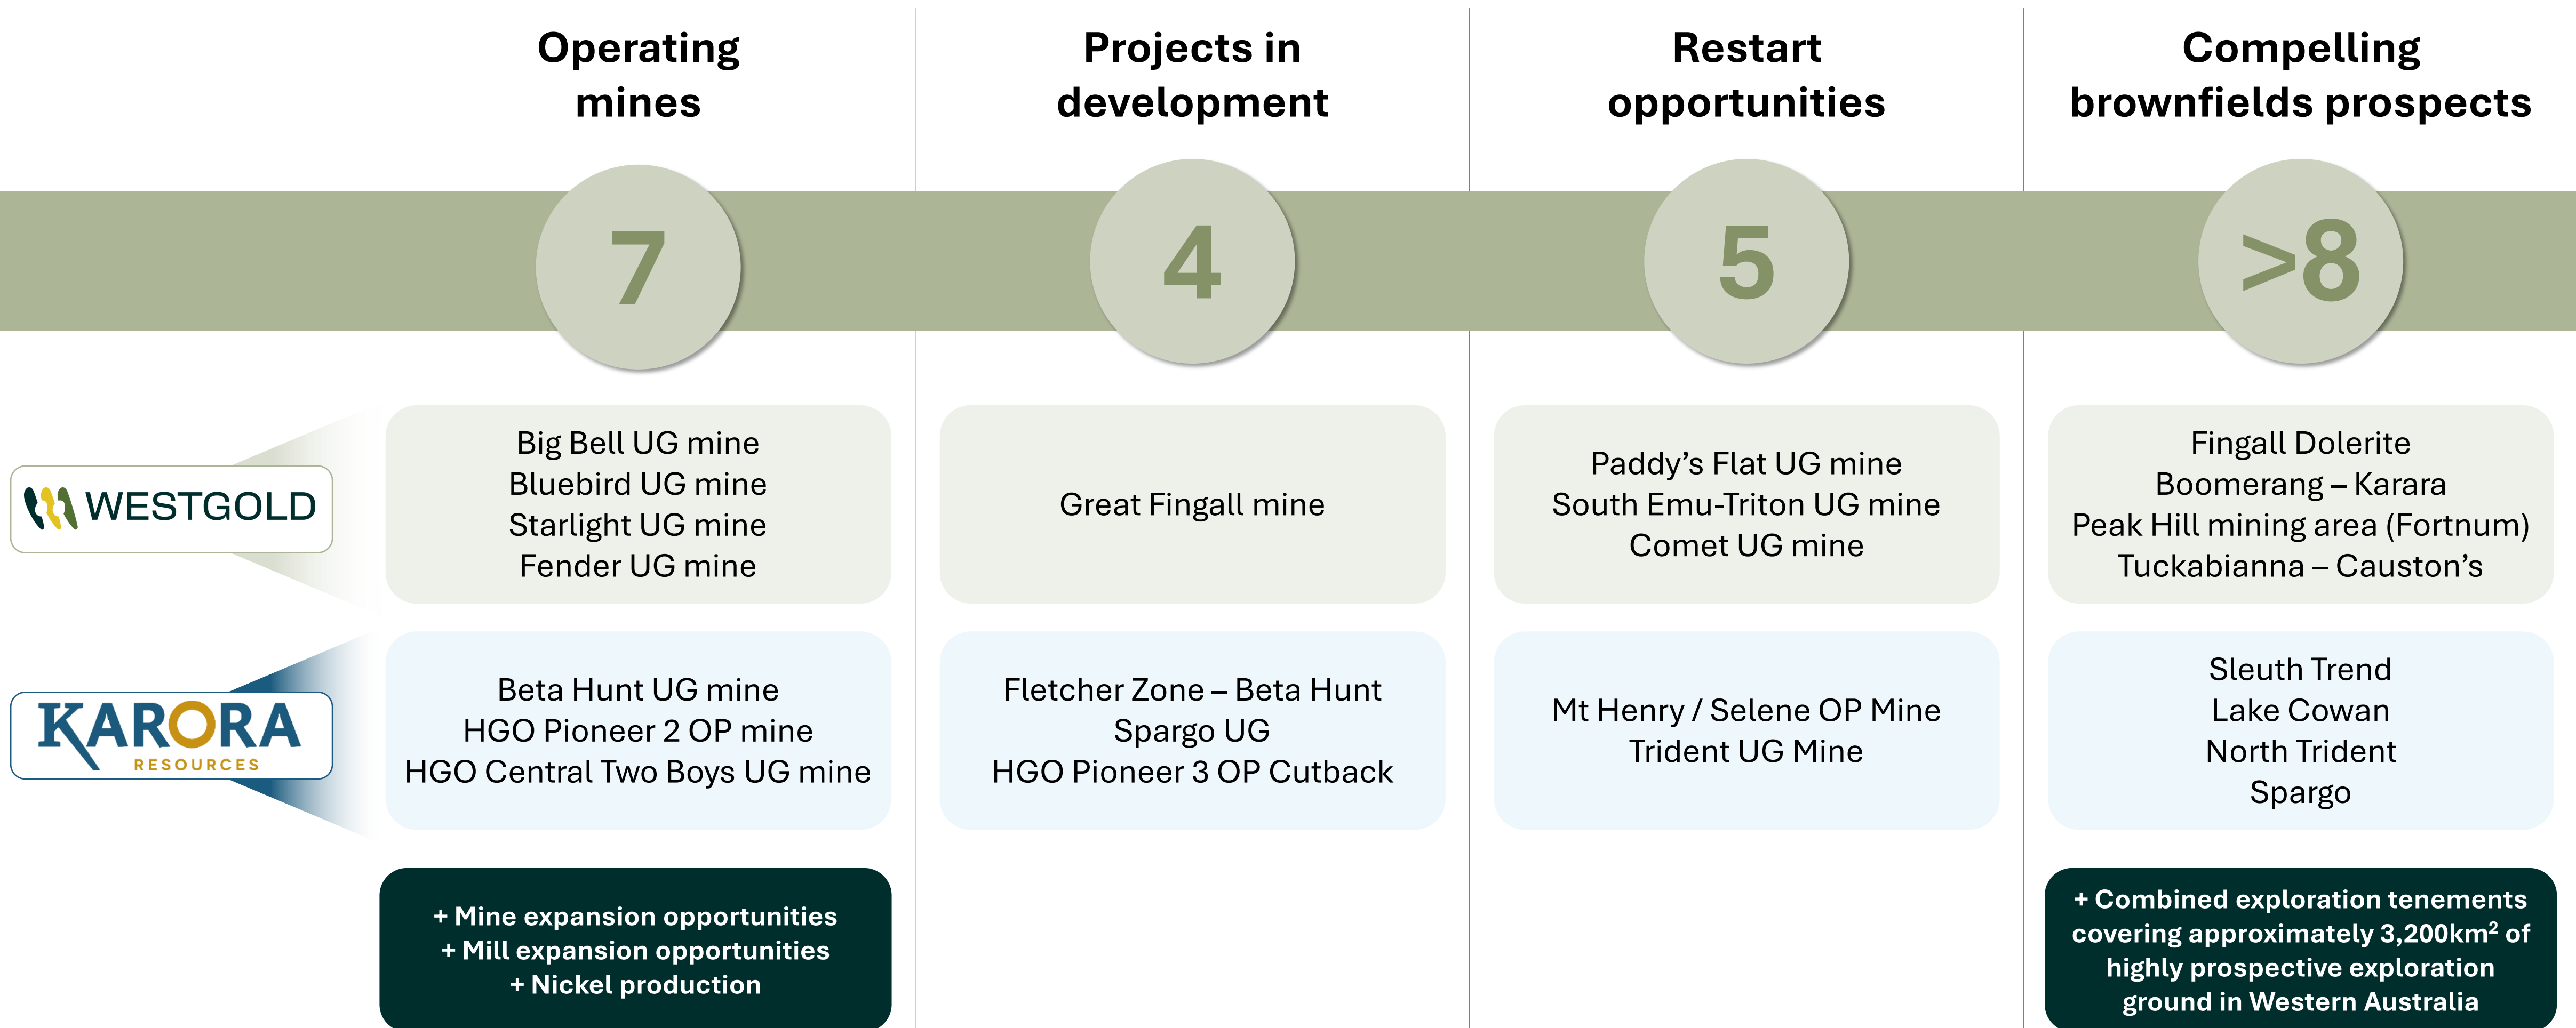 Operating
mines
Projects in
development
Restart
opportunities
Compelling
brownfields prospects
7
4
5
>8
WESTGOLD
Big Bell UG mine
Bluebird UG mine
Starlight UG mine
Fender UG mine
Great Fingall mine
Paddy’s Flat UG mine
South Emu-Triton UG mine
Comet UG mine
Fingall Dolerite
Boomerang – Karara
Peak Hill mining area (Fortnum)
Tuckabianna – Causton’s
KARORA
RESOURCES
Beta Hunt UG mine
HGO Pioneer 2 OP mine
HGO Central Two Boys UG mine
Fletcher Zone – Beta Hunt
Spargo UG
HGO Pioneer 3 OP Cutback
Mt Henry / Selene OP Mine
Trident UG Mine
Sleuth Trend
Lake Cowan
North Trident
Spargo
+ Mine expansion opportunities
+ Mill expansion opportunities
+ Nickel production
+ Combined exploration tenements
covering approximately 3,200km² of
highly prospective exploration
ground in Western Australia